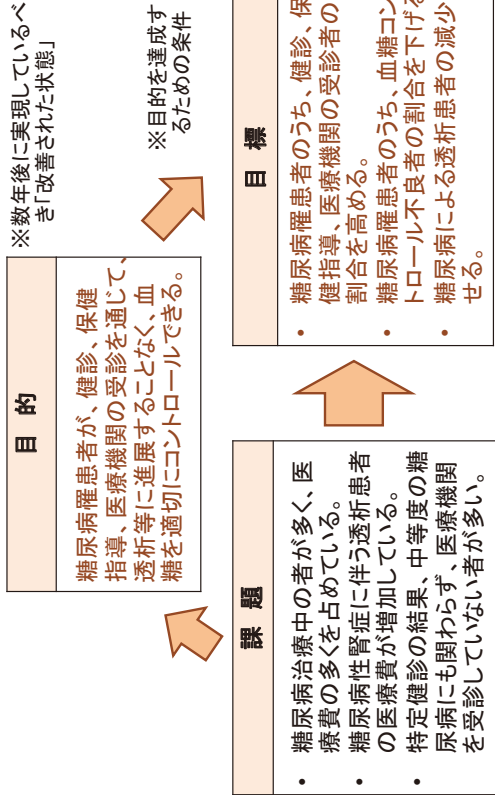 目 的
糖尿病罹患者が、健診、保健
指導、医療機関の受診を通じて、
透析等に進展することなく、血
糖を適切にコントロールできる。
※数年後に実現しているべ
き「改善された状態」
※目的を達成す
るための条件
課 題
• 糖尿病治療中の者が多く、医
療費の多くを占めている。
• 糖尿病性腎症に伴う透析患者
の医療費が増加している。
• 特定健診の結果、中等度の糖
尿病にも関わらず、医療機関
を受診していない者が多い。
目 標
• 糖尿病罹患者のうち、健診、保
健指導、医療機関の受診者の
割合を高める。
• 糖尿病罹患者のうち、血糖コン
トロール不良者の割合を下げる
• 糖尿病による透析患者の減少
せる。